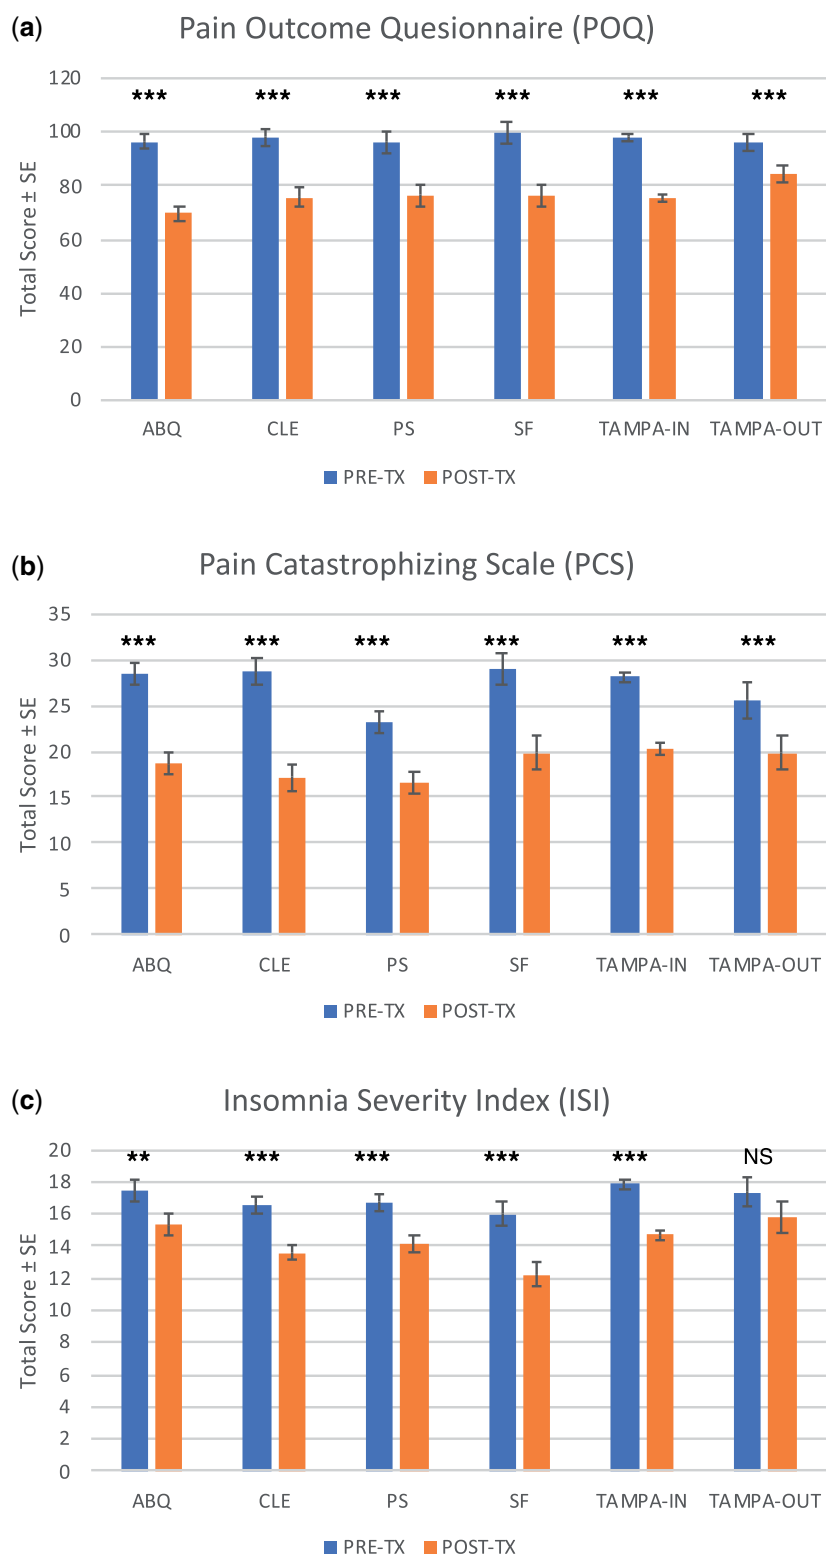 (a) Pain Outcome Quesionnaire (POQ)
Total Score ± SE
120
*** *** *** *** *** ***
100
80
60
40
20
0
ABQ CLE PS SF TAMPA-IN TAMPA-OUT
PRE-TX POST-TX
(b) Pain Catastrophizing Scale (PCS)
Total Score ± SE
35
*** *** *** *** *** ***
30
25
20
15
10
5
0
ABQ CLE PS SF TAMPA-IN TAMPA-OUT
PRE-TX POST-TX
(c) Insomnia Severity Index (ISI)
Total Score ± SE
20
** *** *** *** *** NS
18
16
14
12
10
8
6
4
2
0
ABQ CLE PS SF TAMPA-IN TAMPA-OUT
PRE-TX POST-TX